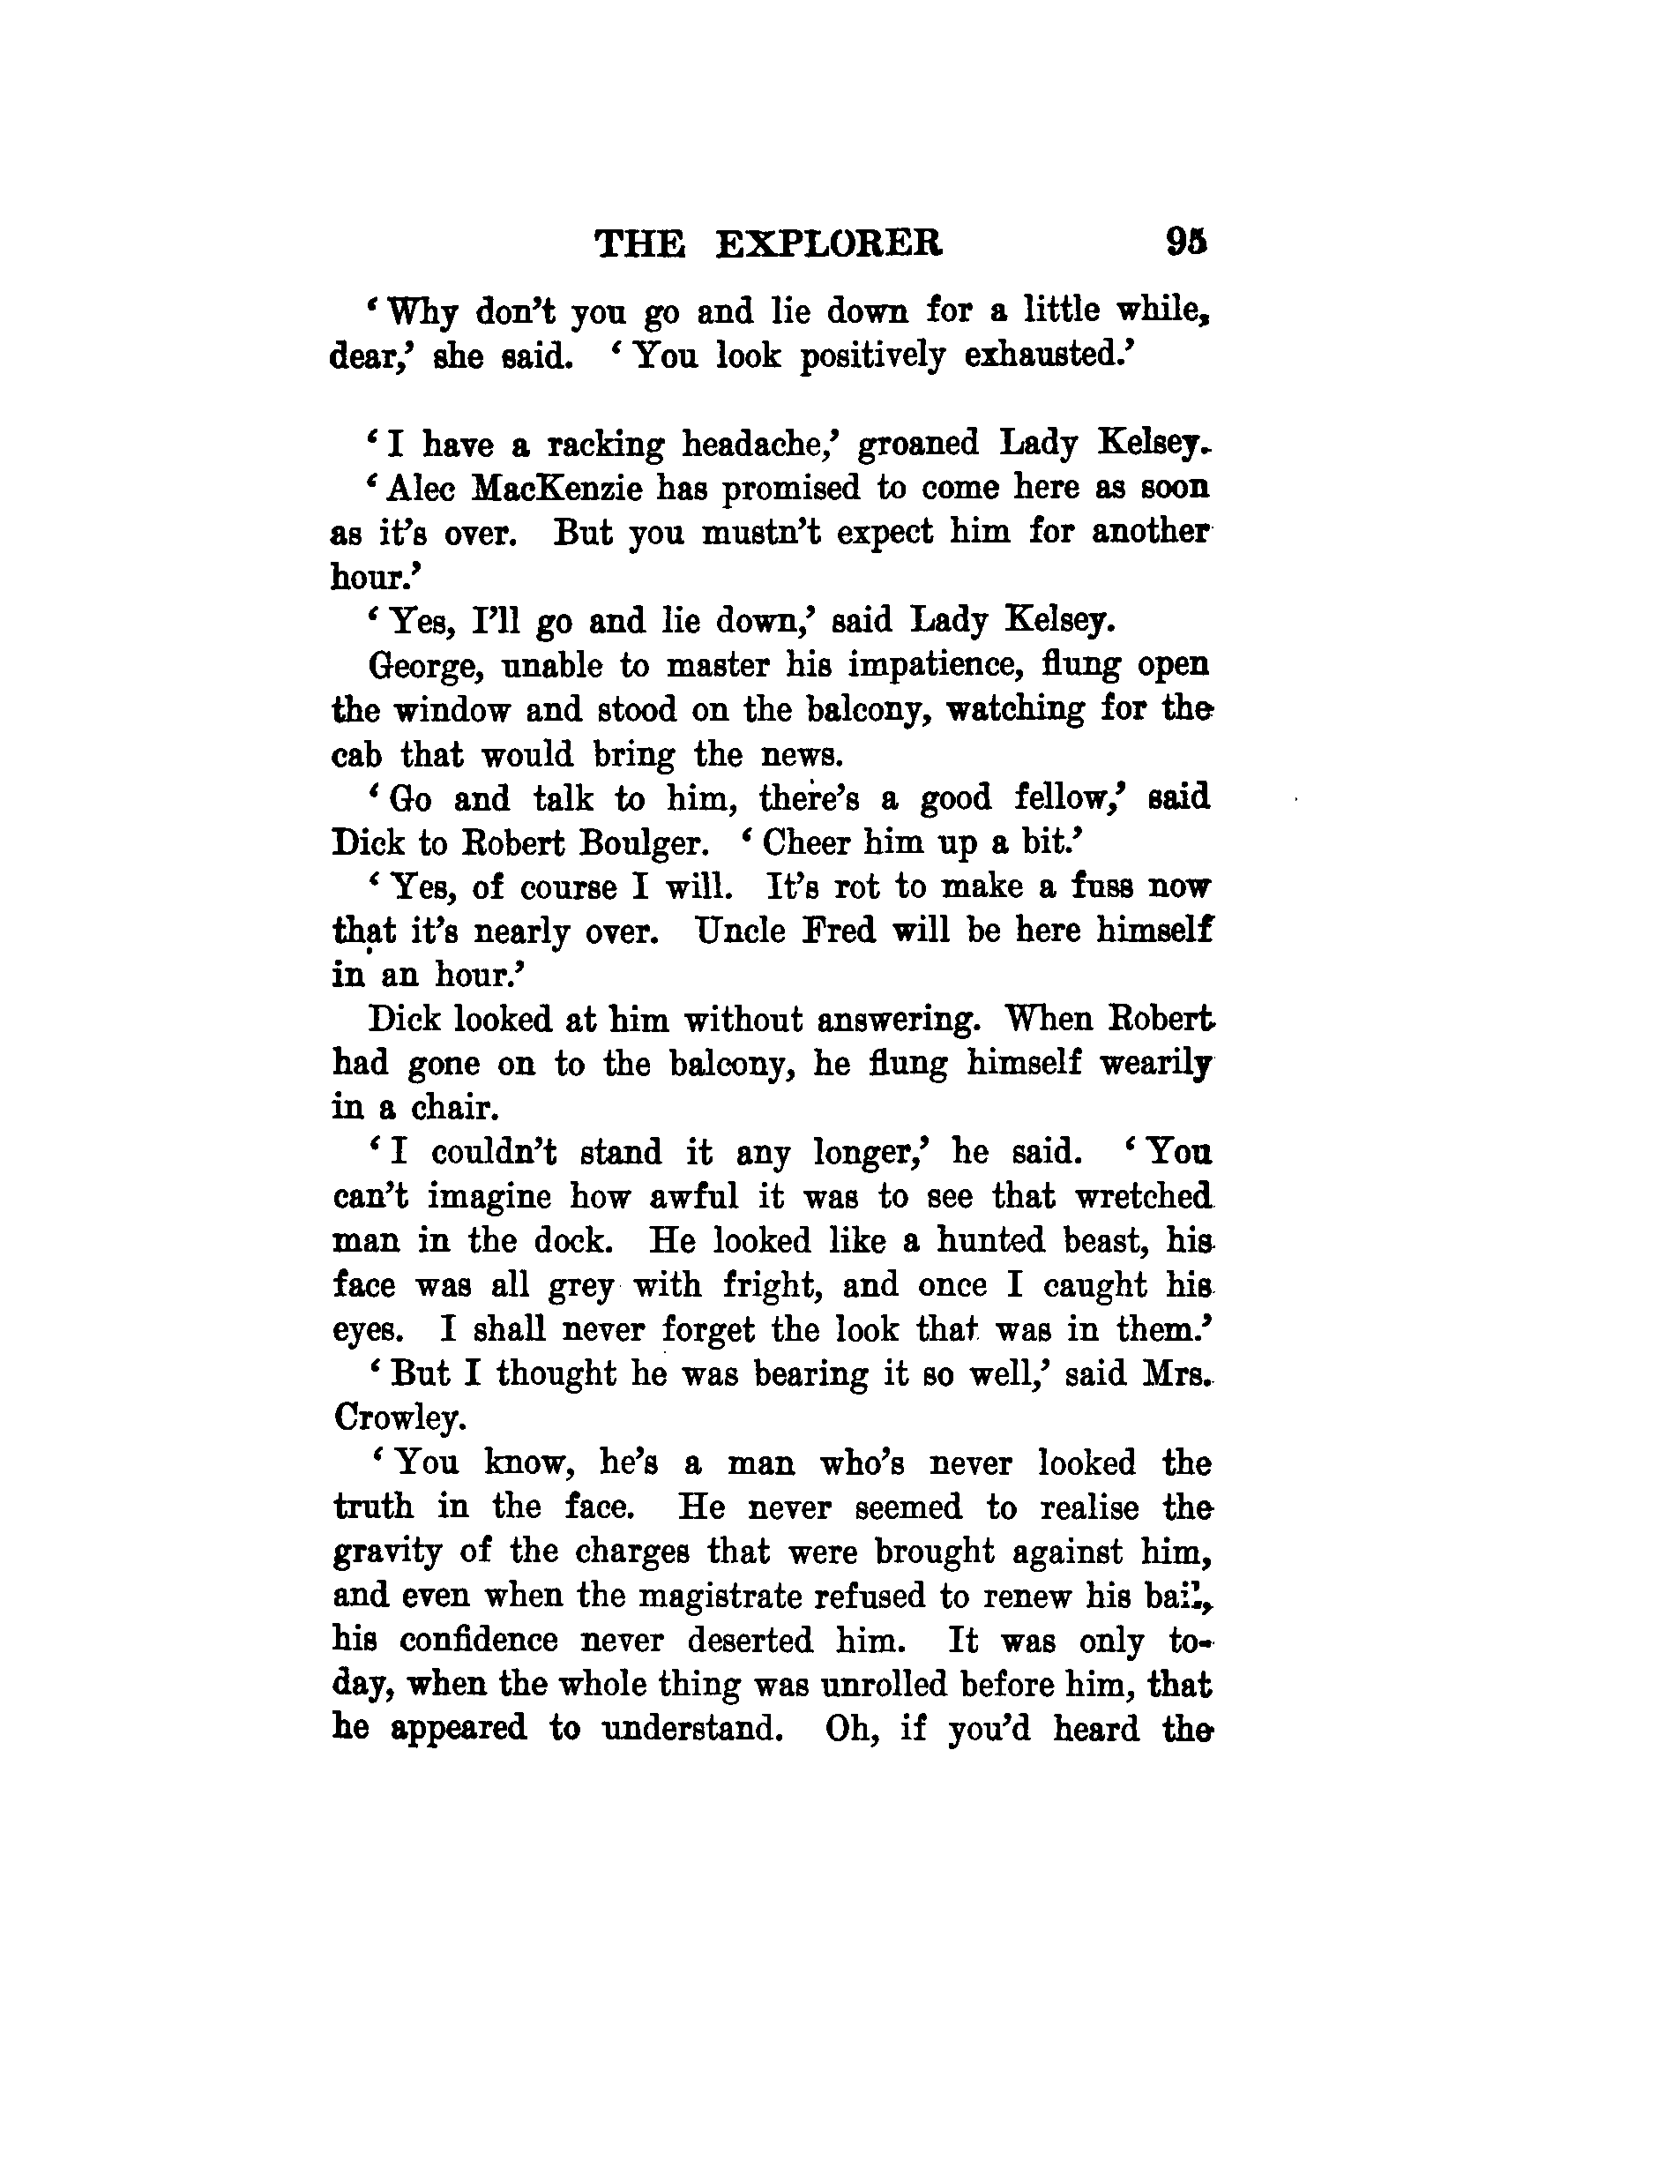 THE EXPLORER 95
‘Why don’t you go and lie down for a little while,
dear,’ she said. ‘You look positively exhausted.’
‘I have a racking headache,’ groaned Lady Kelsey.
‘Alec MacKenzie has promised to come here as soon
as it’s over. But you mustn’t expect him for another
hour.’
‘Yes, I’ll go and lie down,’ said Lady Kelsey.
George, unable to master his impatience, flung open
the window and stood on the balcony, watching for the
cab that would bring the news.
‘Go and talk to him, there’s a good fellow,’ said
Dick to Robert Boulger. ‘Cheer him up a bit.’
‘Yes, of course I will. It’s rot to make a fuss now
that it’s nearly over. Uncle Fred will be here himself
in an hour.’
Dick looked at him without answering. When Robert
had gone on to the balcony, he flung himself wearily
in a chair.
‘I couldn’t stand it any longer,’ he said. ‘You
can’t imagine how awful it was to see that wretched
man in the dock. He looked like a hunted beast, his
face was all grey with fright, and once I caught his
eyes. I shall never forget the look that was in them.’
‘But I thought he was bearing it so well,’ said Mrs.
Crowley.
‘You know, he’s a man who’s never looked the
truth in the face. He never seemed to realise the
gravity of the charges that were brought against him,
and even when the magistrate refused to renew his bail,
his confidence never deserted him. It was only to-
day, when the whole thing was unrolled before him, that
he appeared to understand. Oh, if you’d heard the